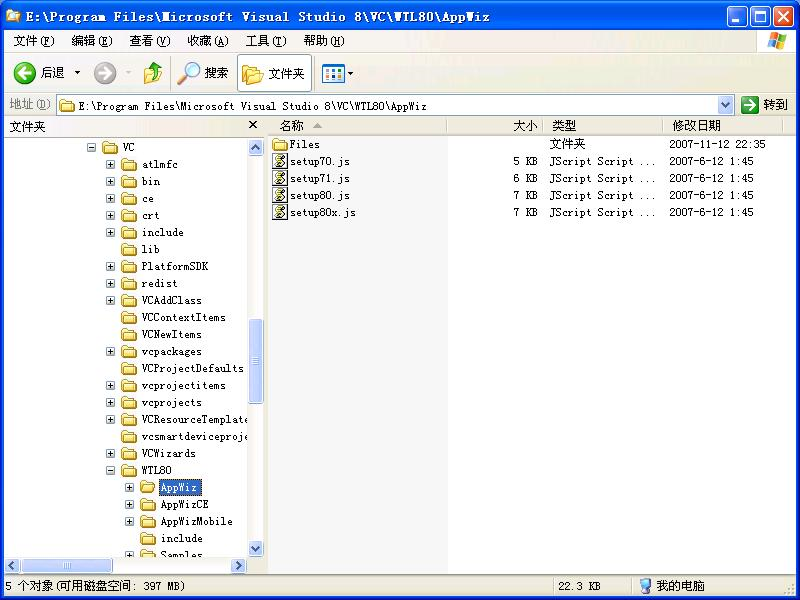 E:\Program Files\Microsoft Visual Studio 8\VC\WTL80\AppWiz
文件(F) 编辑(E) 查看(V) 收藏(A) 工具(T) 帮助(H)
后退 搜索 文件夹
地址(D) E:\Program Files\Microsoft Visual Studio 8\VC\WTL80\AppWiz 转到
文件夹
VC
atlmfc
bin
ce
crt
include
lib
PlatformSDK
redist
VCAddClass
VCContextItems
VCNewItems
vcpackages
VCProjectDefaults
vcprojectitems
vcprojects
VCResourceTemplate
vcsmartdeviceproje
VCWizards
WTL80
AppWiz
AppWizCE
AppWizMobile
include
Samples
名称 大小 类型 修改日期
Files 文件夹 2007-11-12 22:35
setup70.js 5 KB JScript Script ... 2007-6-12 1:45
setup71.js 6 KB JScript Script ... 2007-6-12 1:45
setup80.js 7 KB JScript Script ... 2007-6-12 1:45
setup80x.js 7 KB JScript Script ... 2007-6-12 1:45
5 个对象(可用磁盘空间: 397 MB) 22.3 KB 我的电脑